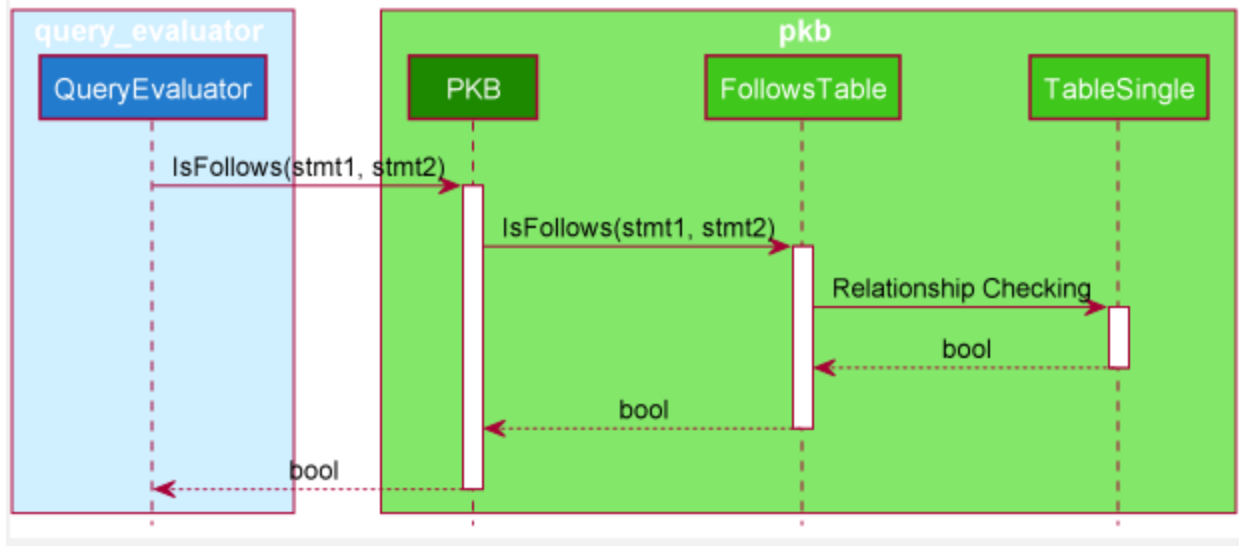 query_evaluator
pkb
QueryEvaluator
PKB
FollowsTable
TableSingle
IsFollows(stmt1, stmt2)
IsFollows(stmt1, stmt2)
Relationship Checking
bool
bool
bool